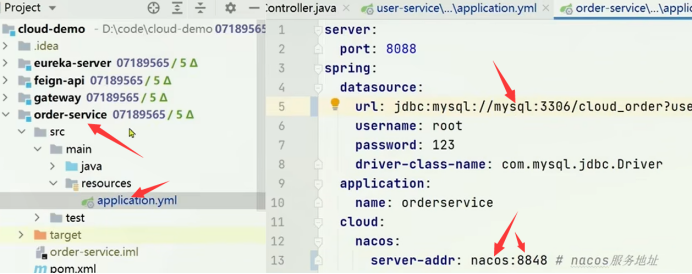 Project
cloud-demo D:\code\cloud-demo 07189565 / 5 Δ
.idea
eureka-server 07189565 / 5 Δ
feign-api 07189565 / 5 Δ
gateway 07189565 / 5 Δ
order-service 07189565 / 5 Δ
src
main
java
resources
application.yml
test
target
order-service.iml
pom.xml
Controller.java
user-service\...\application.yml
order-service\...\appli
1 server:
2 port: 8088
3 spring:
4 datasource:
5 url: jdbc:mysql://mysql:3306/cloud_order?use
6 username: root
7 password: 123
8 driver-class-name: com.mysql.jdbc.Driver
9 application:
10 name: orderservice
11 cloud:
12 nacos:
13 server-addr: nacos:8848 # nacos服务地址